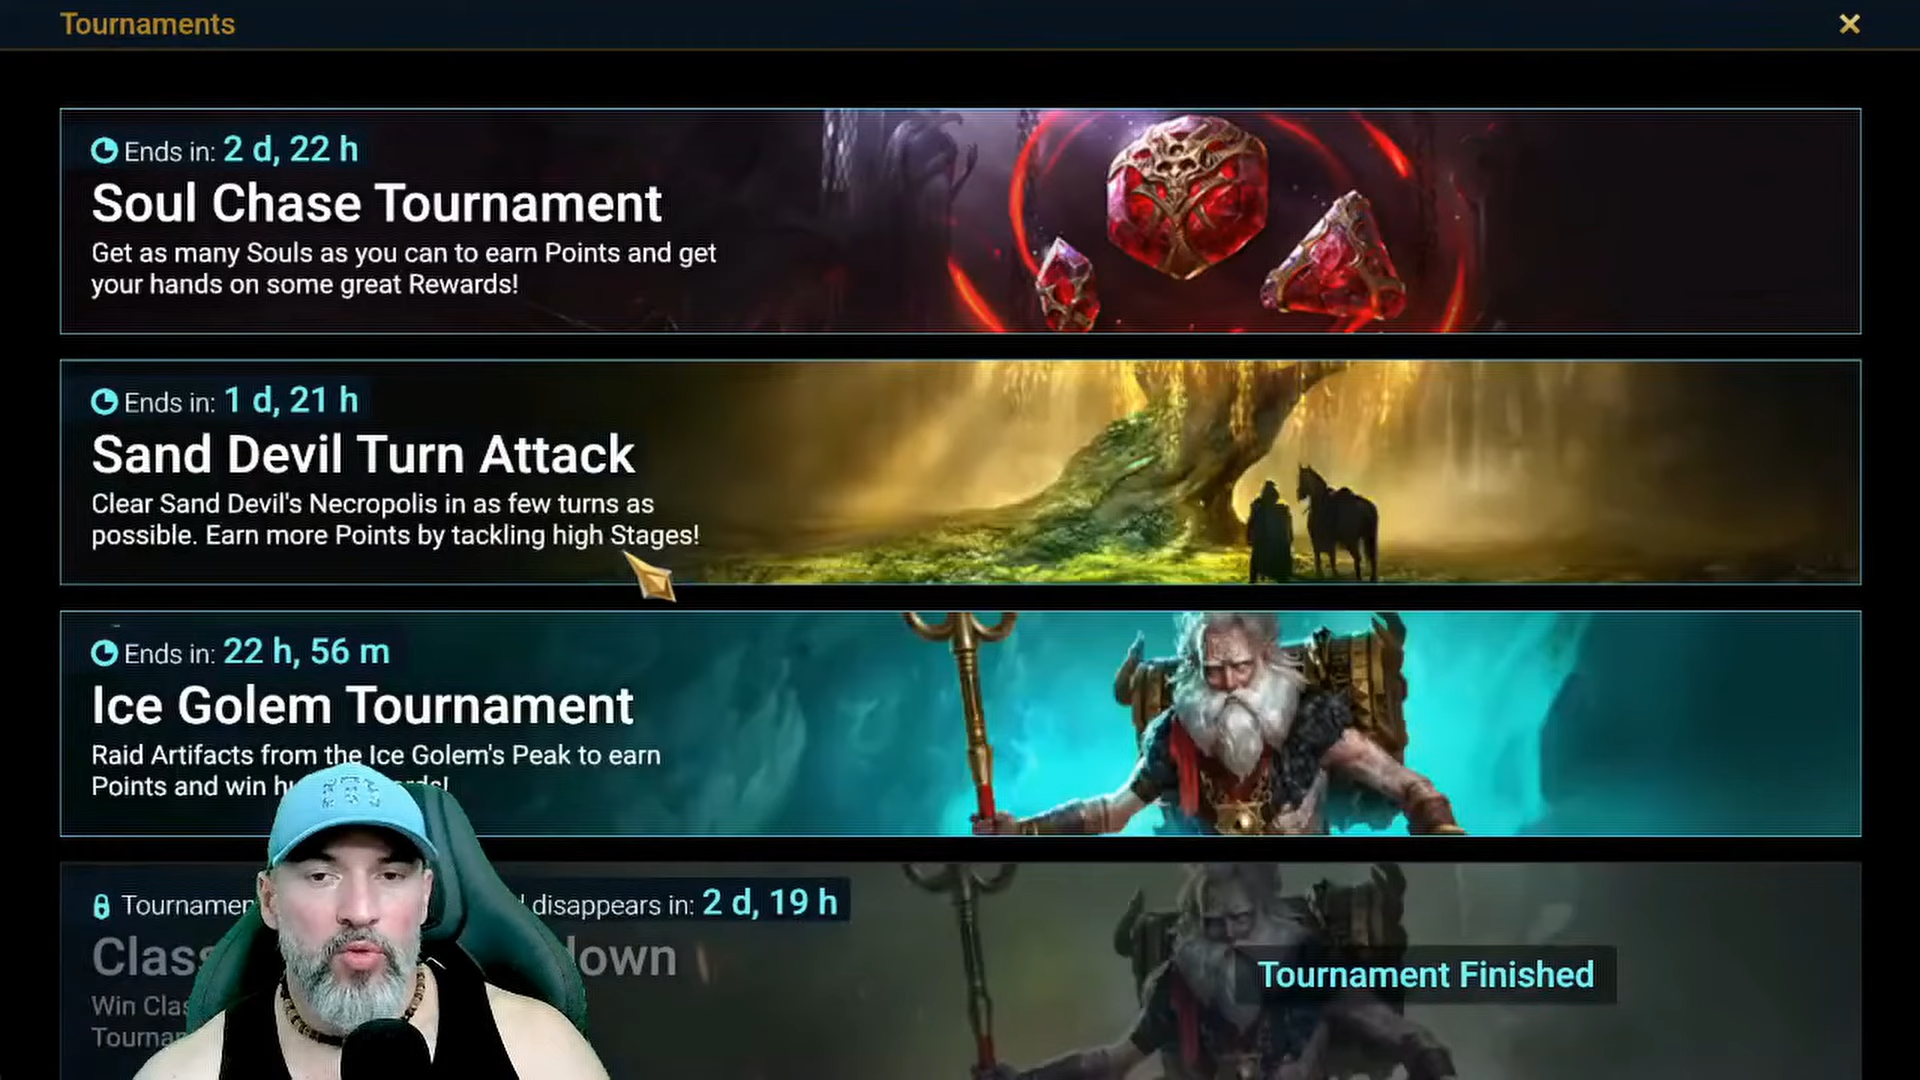 Tournaments
Ends in: 2 d, 22 h
Soul Chase Tournament
Get as many Souls as you can to earn Points and get
your hands on some great Rewards!
Ends in: 1 d, 21 h
Sand Devil Turn Attack
Clear Sand Devil's Necropolis in as few turns as
possible. Earn more Points by tackling high Stages!
Ends in: 22 h, 56 m
Ice Golem Tournament
Raid Artifacts from the Ice Golem's Peak to earn
Points and win
disappears in: 2 d, 19 h
Tournament Finished
Win